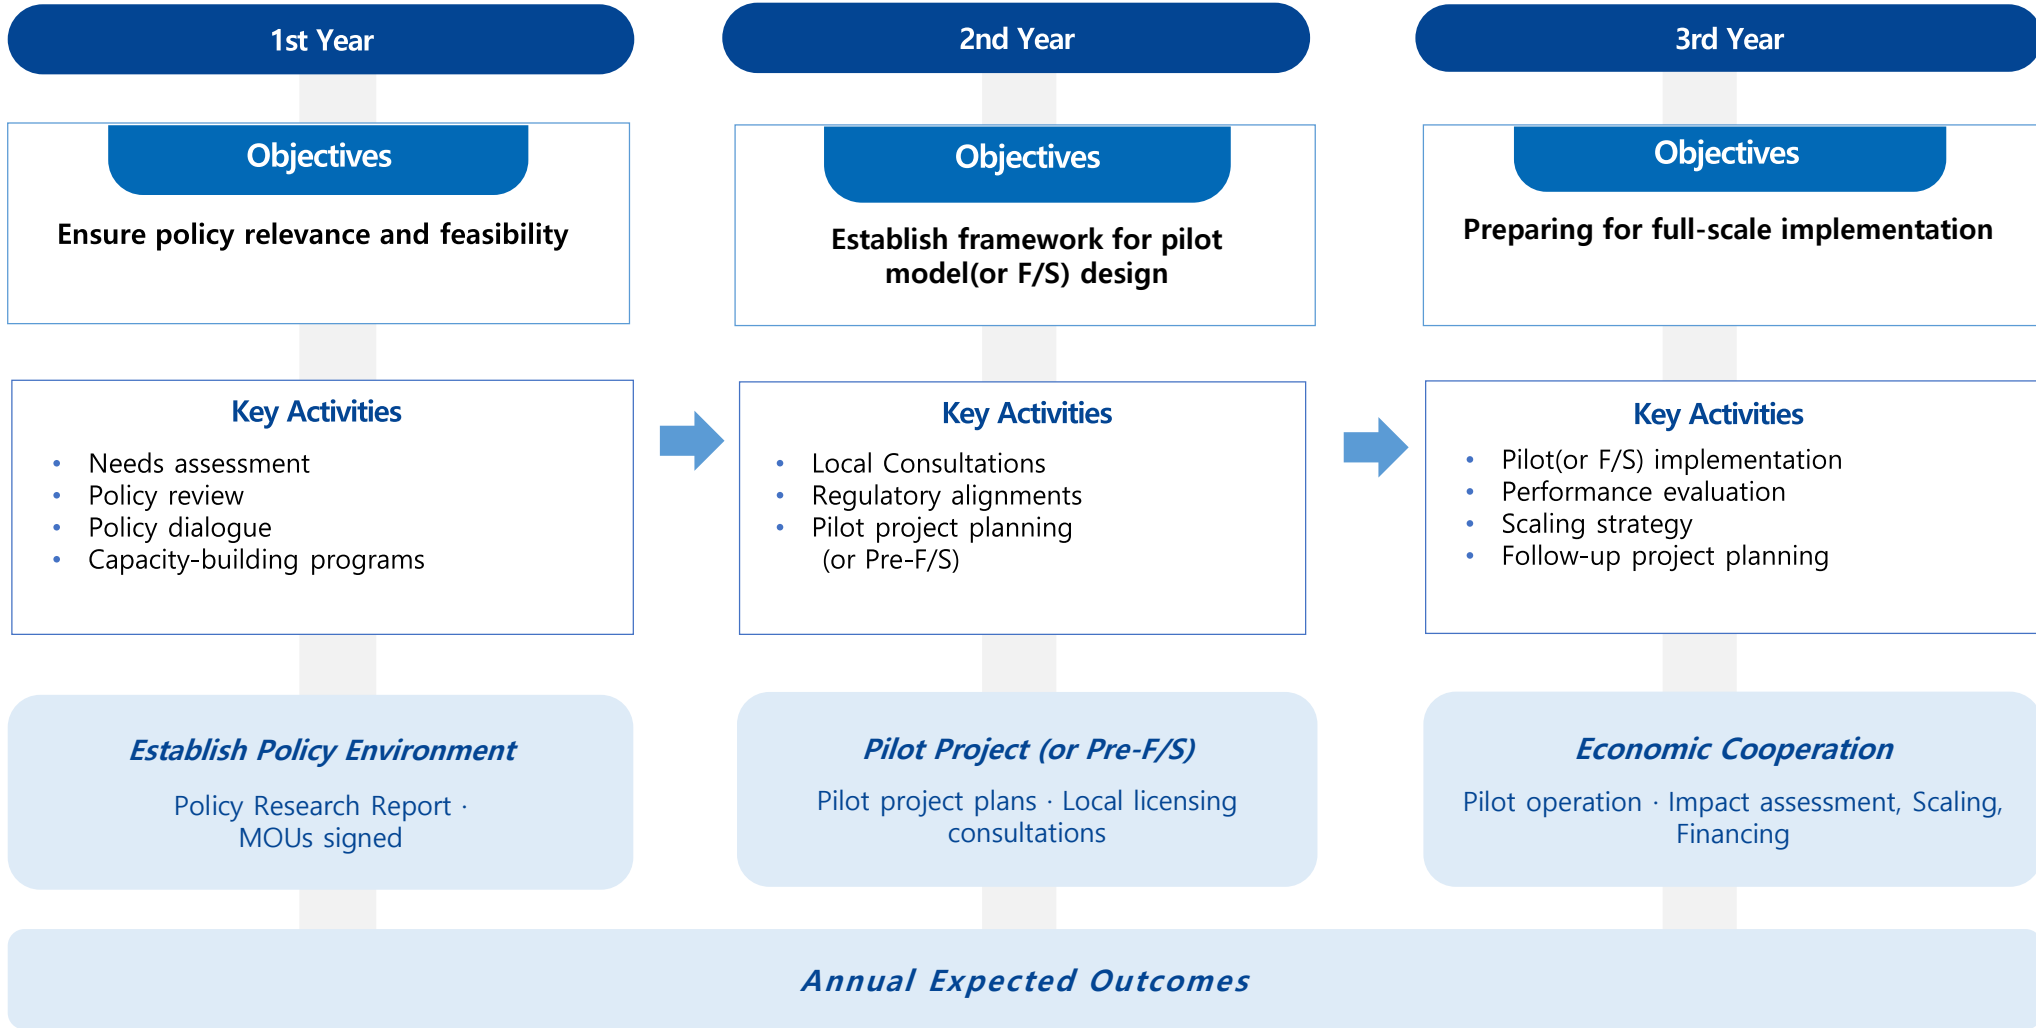 1st Year
Objectives
Ensure policy relevance and feasibility
Key Activities
• Needs assessment
• Policy review
• Policy dialogue
• Capacity-building programs
Establish Policy Environment
Policy Research Report ·
MOUs signed
2nd Year
Objectives
Establish framework for pilot
model(or F/S) design
Key Activities
• Local Consultations
• Regulatory alignments
• Pilot project planning
(or Pre-F/S)
Pilot Project (or Pre-F/S)
Pilot project plans · Local licensing
consultations
3rd Year
Objectives
Preparing for full-scale implementation
Key Activities
• Pilot(or F/S) implementation
• Performance evaluation
• Scaling strategy
• Follow-up project planning
Economic Cooperation
Pilot operation · Impact assessment, Scaling,
Financing
Annual Expected Outcomes